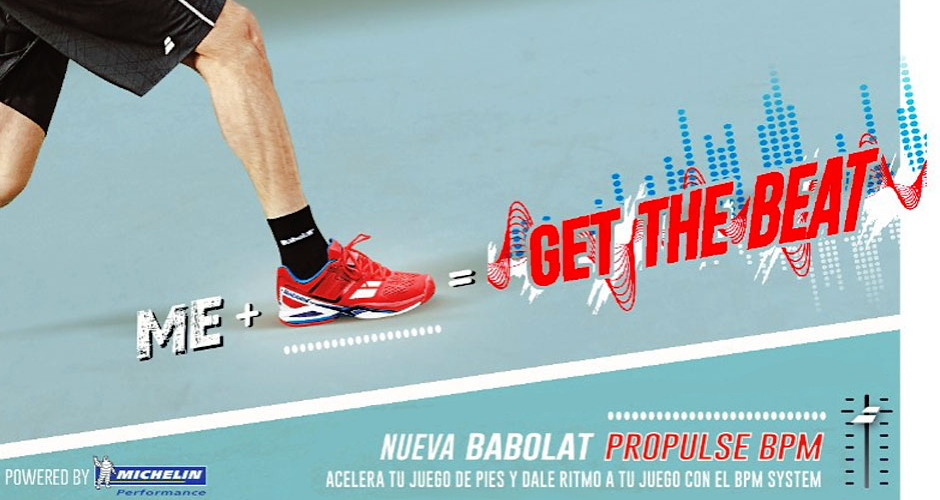 Babolat
GET THE BEAT
ME + =
NUEVA BABOLAT PROPULSE BPM
POWERED BY MICHELIN
Performance
ACELERA TU JUEGO DE PIES Y DALE RITMO A TU JUEGO CON EL BPM SYSTEM